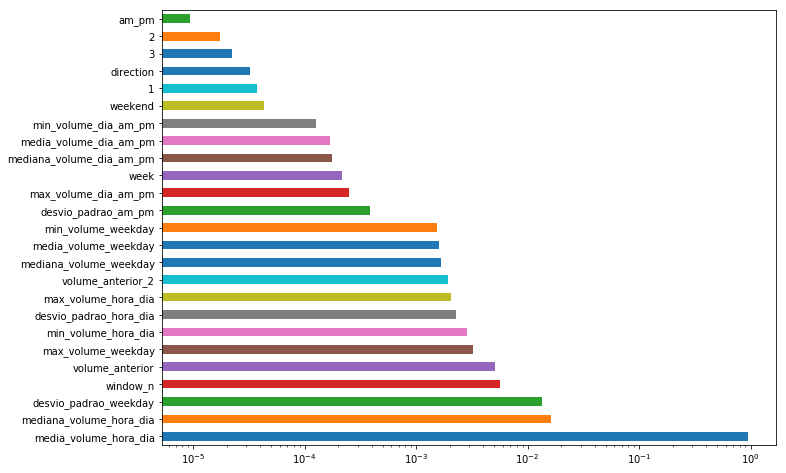 am_pm
2
3
direction
1
weekend
min_volume_dia_am_pm
media_volume_dia_am_pm
mediana_volume_dia_am_pm
week
max_volume_dia_am_pm
desvio_padrao_am_pm
min_volume_weekday
media_volume_weekday
mediana_volume_weekday
volume_anterior_2
max_volume_hora_dia
desvio_padrao_hora_dia
min_volume_hora_dia
max_volume_weekday
volume_anterior
window_n
desvio_padrao_weekday
mediana_volume_hora_dia
media_volume_hora_dia
10⁻⁵ 10⁻⁴ 10⁻³ 10⁻² 10⁻¹ 10⁰